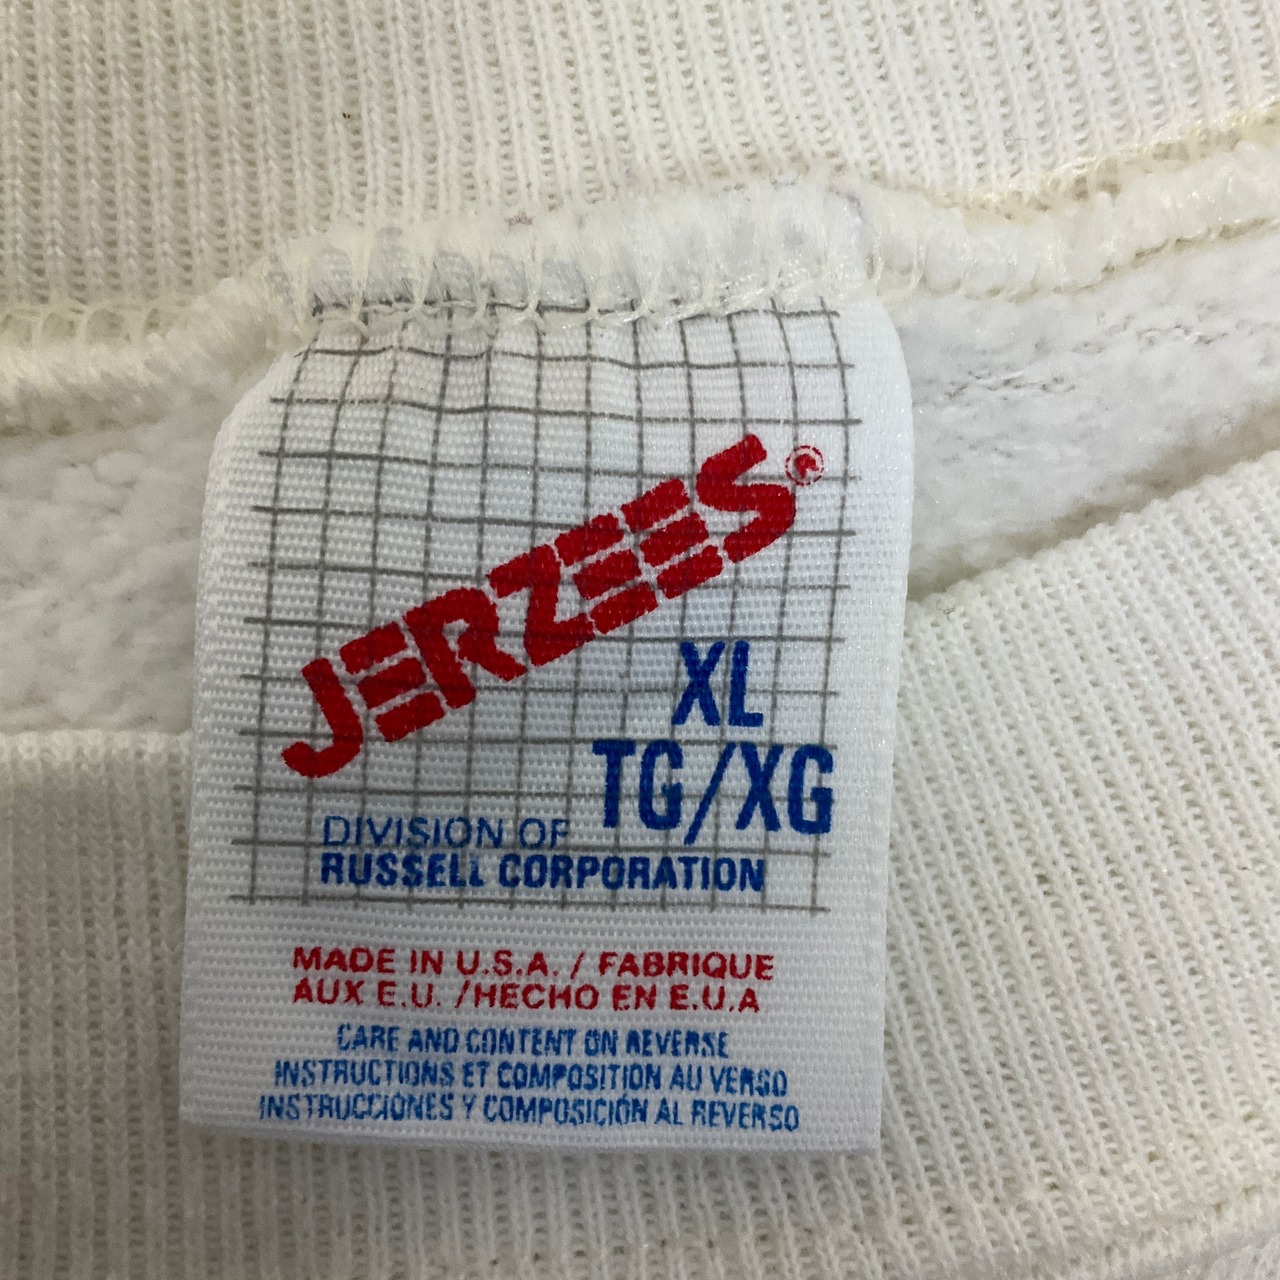 JERZEES®
XL
TG/XG
DIVISION OF
RUSSELL CORPORATION
MADE IN U.S.A. / FABRIQUE
AUX E.U. /HECHO EN E.U.A
CARE AND CONTENT ON REVERSE
INSTRUCTIONS ET COMPOSITION AU VERSO
INSTRUCCIONES Y COMPOSICIÓN AL REVERSO